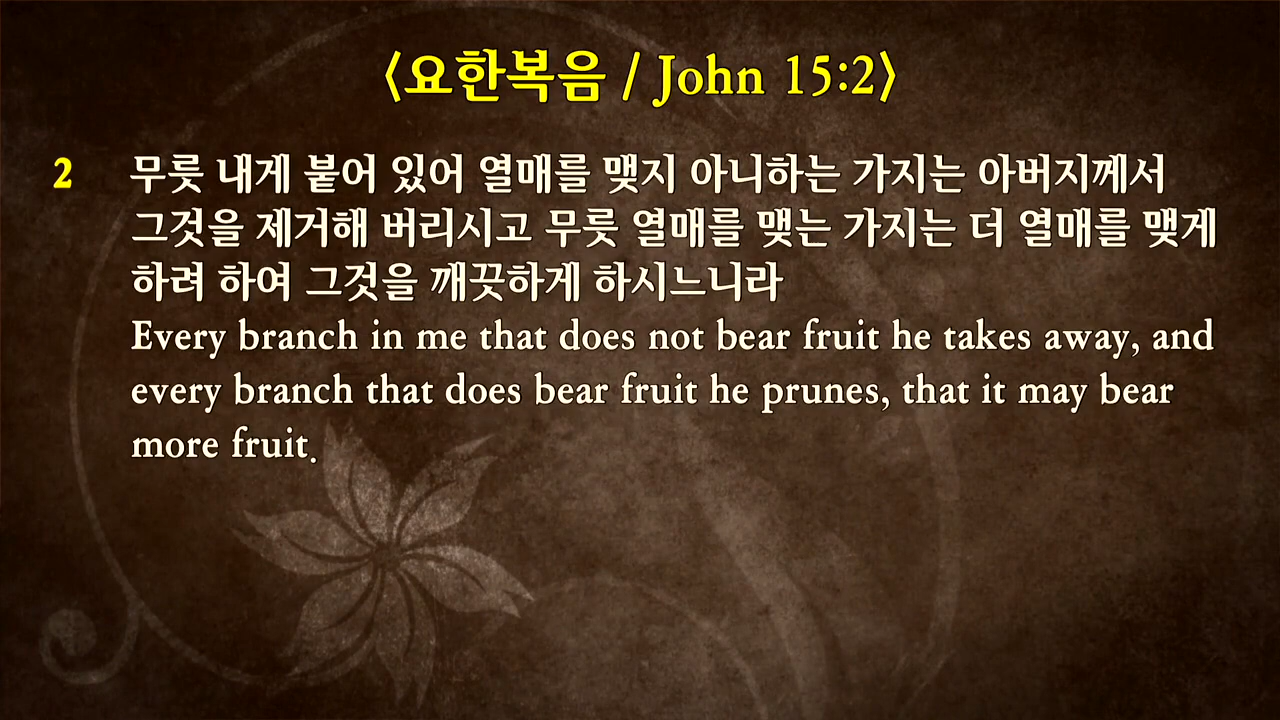 〈요한복음 / John 15:2〉
2 무릇 내게 붙어 있어 열매를 맺지 아니하는 가지는 아버지께서
그것을 제거해 버리시고 무릇 열매를 맺는 가지는 더 열매를 맺게
하려 하여 그것을 깨끗하게 하시느니라
Every branch in me that does not bear fruit he takes away, and
every branch that does bear fruit he prunes, that it may bear
more fruit.